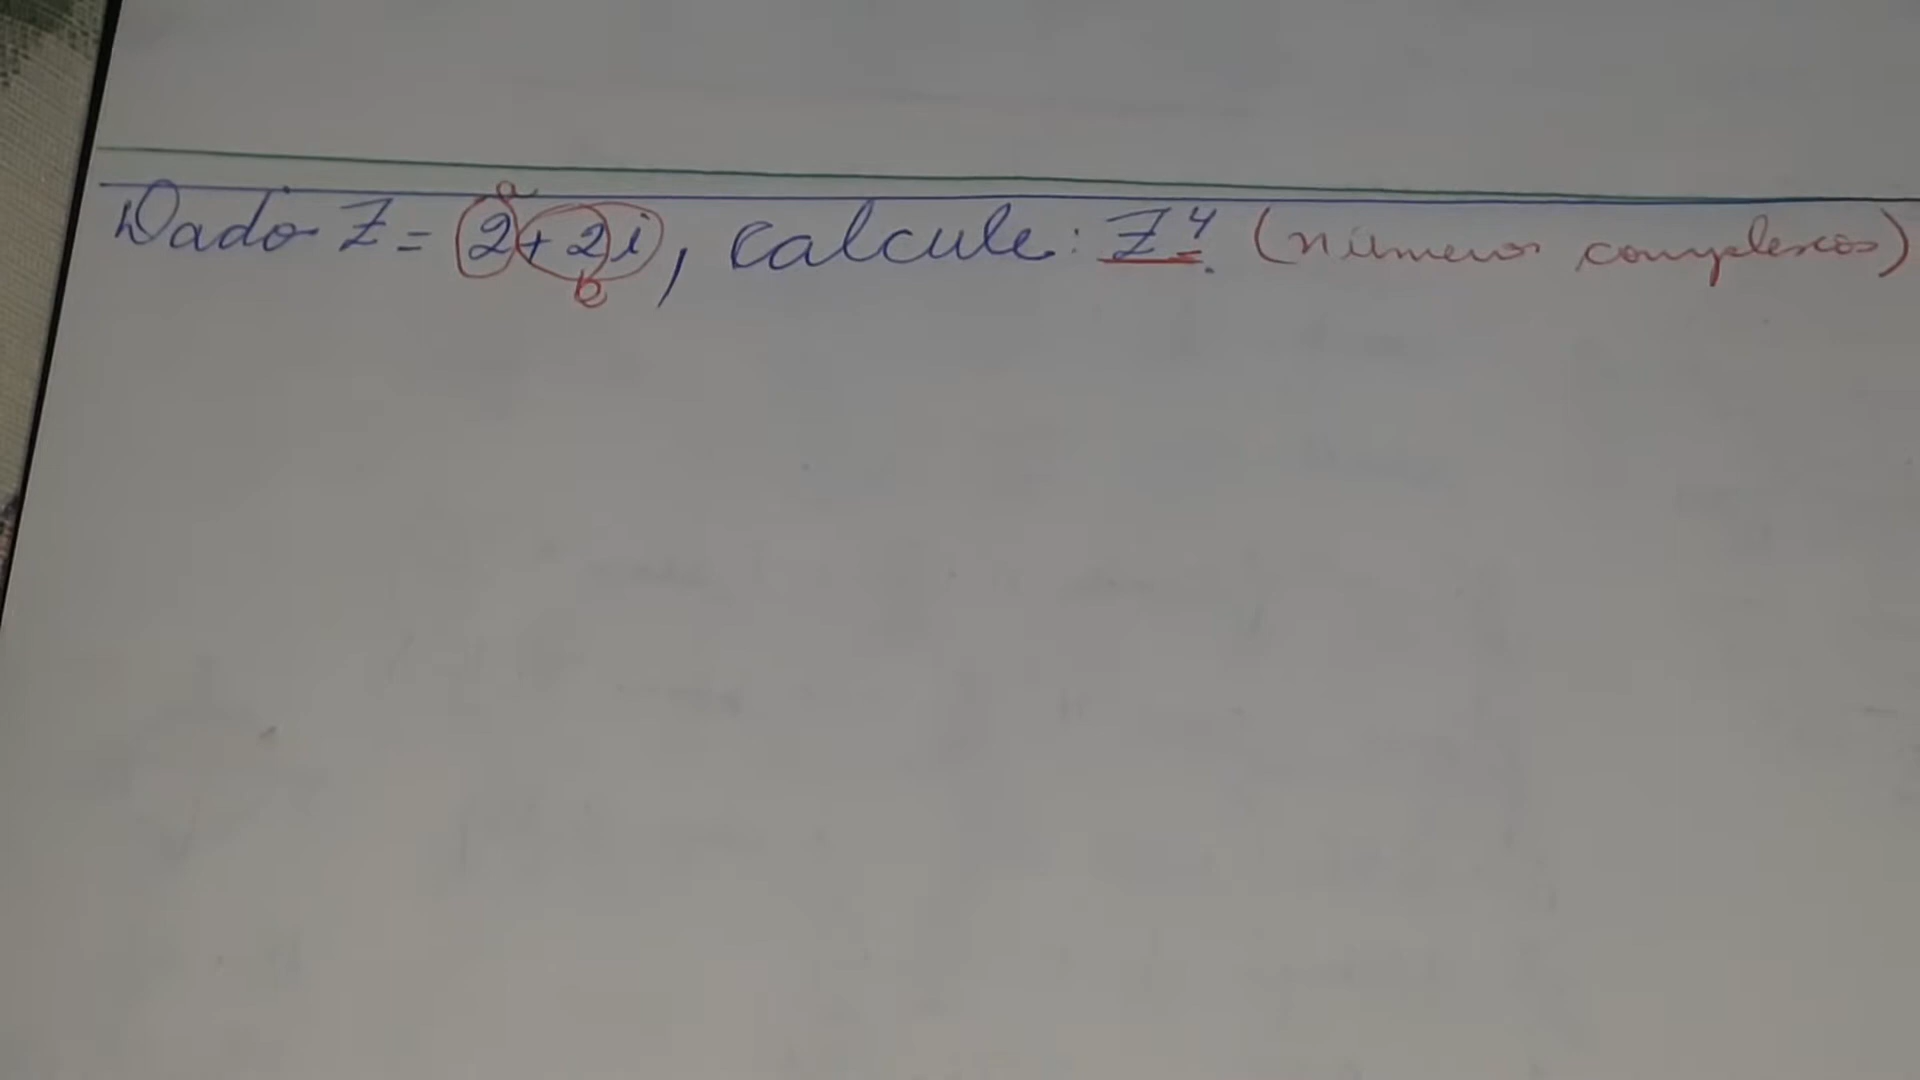 a
Dado Z = 2 + 2i, calcule: Z⁴. (números complexos)
b